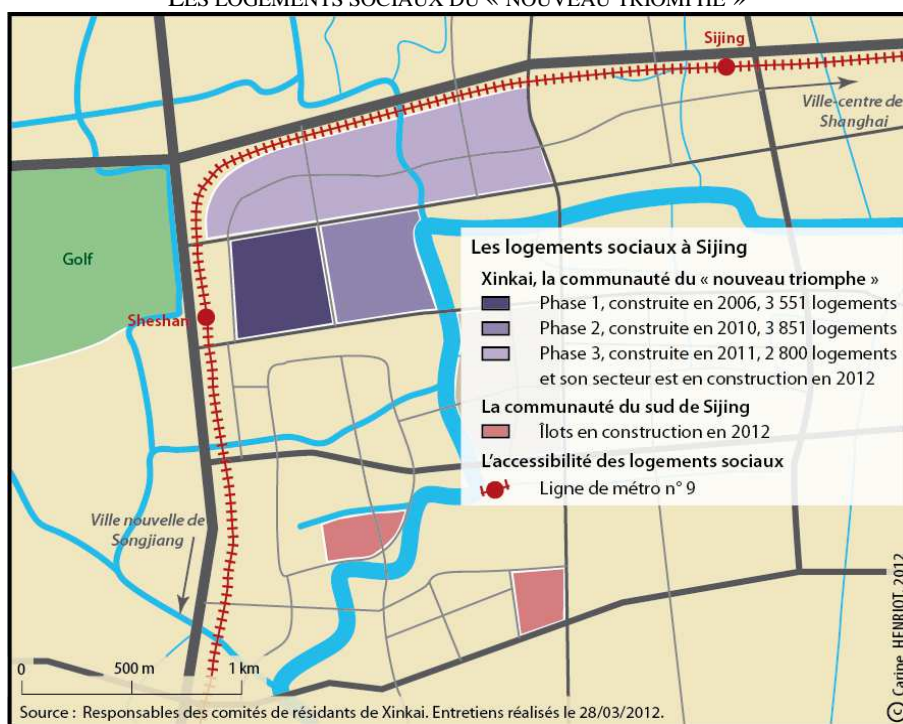 LES LOGEMENTS SOCIAUX DU « NOUVEAU TRIOMPHE »
Sijing
Ville-centre de
Shanghai
Golf
Sheshan
Les logements sociaux à Sijing
Xinkai, la communauté du « nouveau triomphe »
Phase 1, construite en 2006, 3 551 logements
Phase 2, construite en 2010, 3 851 logements
Phase 3, construite en 2011, 2 800 logements
et son secteur est en construction en 2012
La communauté du sud de Sijing
Îlots en construction en 2012
L'accessibilité des logements sociaux
Ligne de métro n° 9
Ville nouvelle de
Songjiang
0 500 m 1 km
Source : Responsables des comités de résidants de Xinkai. Entretiens réalisés le 28/03/2012.
© Carine HENRIOT 2012